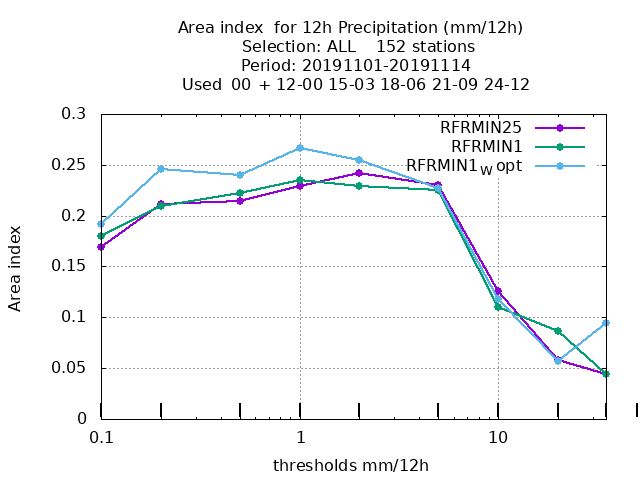 Area index  for 12h Precipitation (mm/12h)
Selection: ALL    152 stations
Period: 20191101-20191114
Used  00 + 12-00 15-03 18-06 21-09 24-12
RFRMIN25
RFRMIN1
RFRMIN1w opt
0.3
0.25
0.2
0.15
0.1
0.05
0
Area index
0.1
1
10
thresholds mm/12h